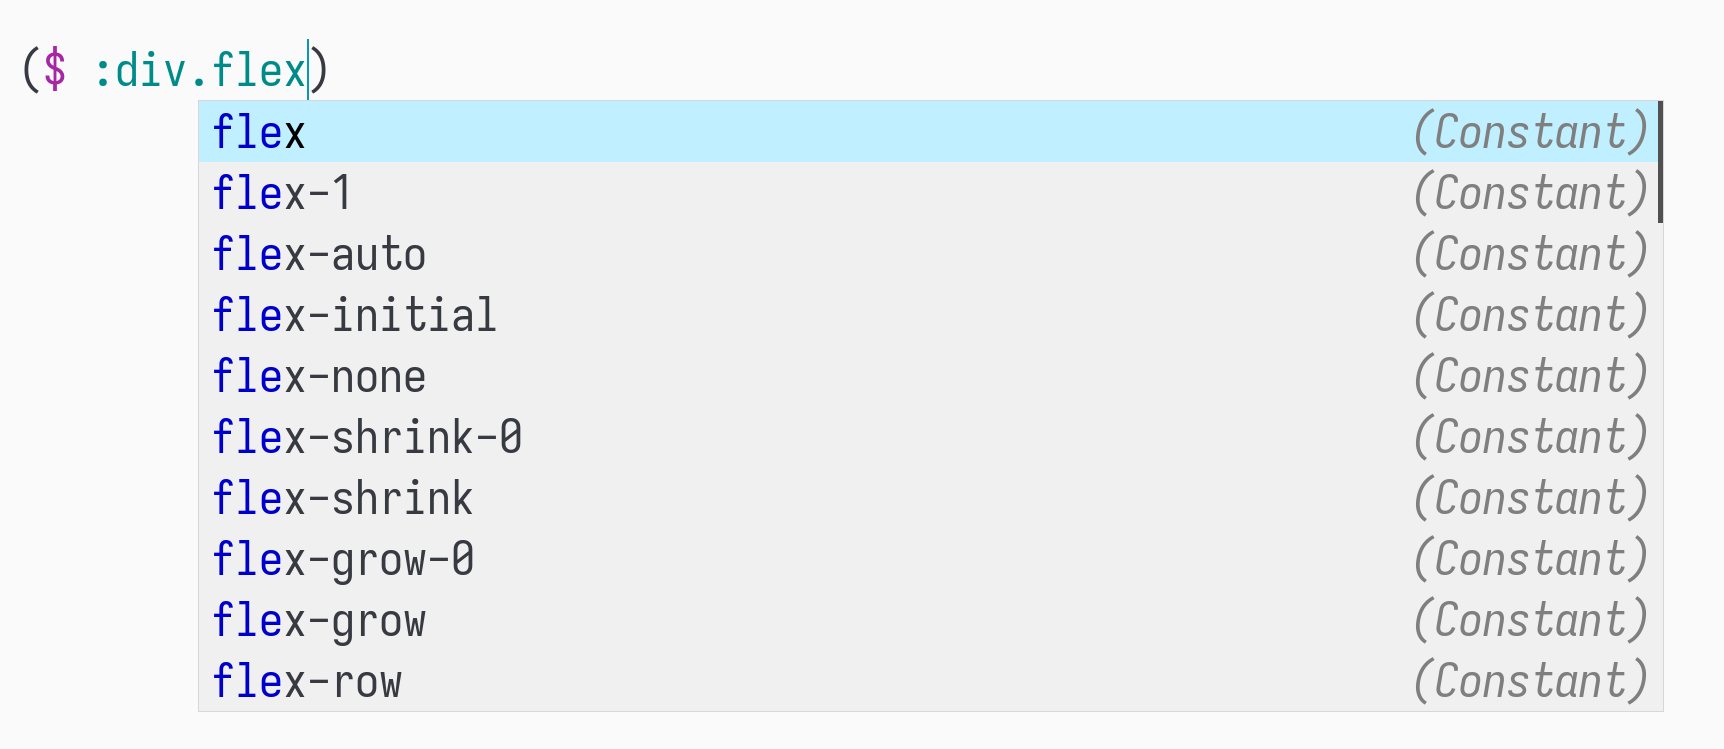 ($ :div.flex)
flex (Constant)
flex-1 (Constant)
flex-auto (Constant)
flex-initial (Constant)
flex-none (Constant)
flex-shrink-0 (Constant)
flex-shrink (Constant)
flex-grow-0 (Constant)
flex-grow (Constant)
flex-row (Constant)